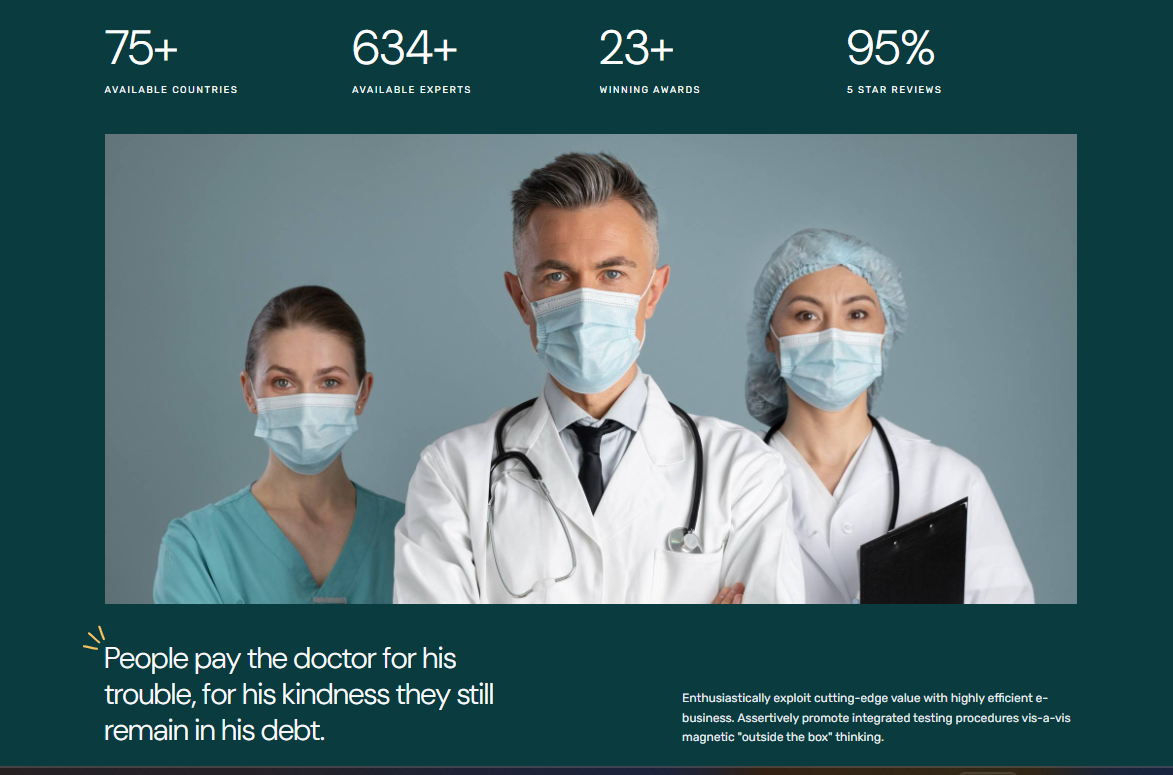 75+
634+
23+
95%
AVAILABLE COUNTRIES
AVAILABLE EXPERTS
WINNING AWARDS
5 STAR REVIEWS
People pay the doctor for his
trouble, for his kindness they still
remain in his debt.
Enthusiastically exploit cutting-edge value with highly efficient e-
business. Assertively promote integrated testing procedures vis-a-vis
magnetic "outside the box" thinking.